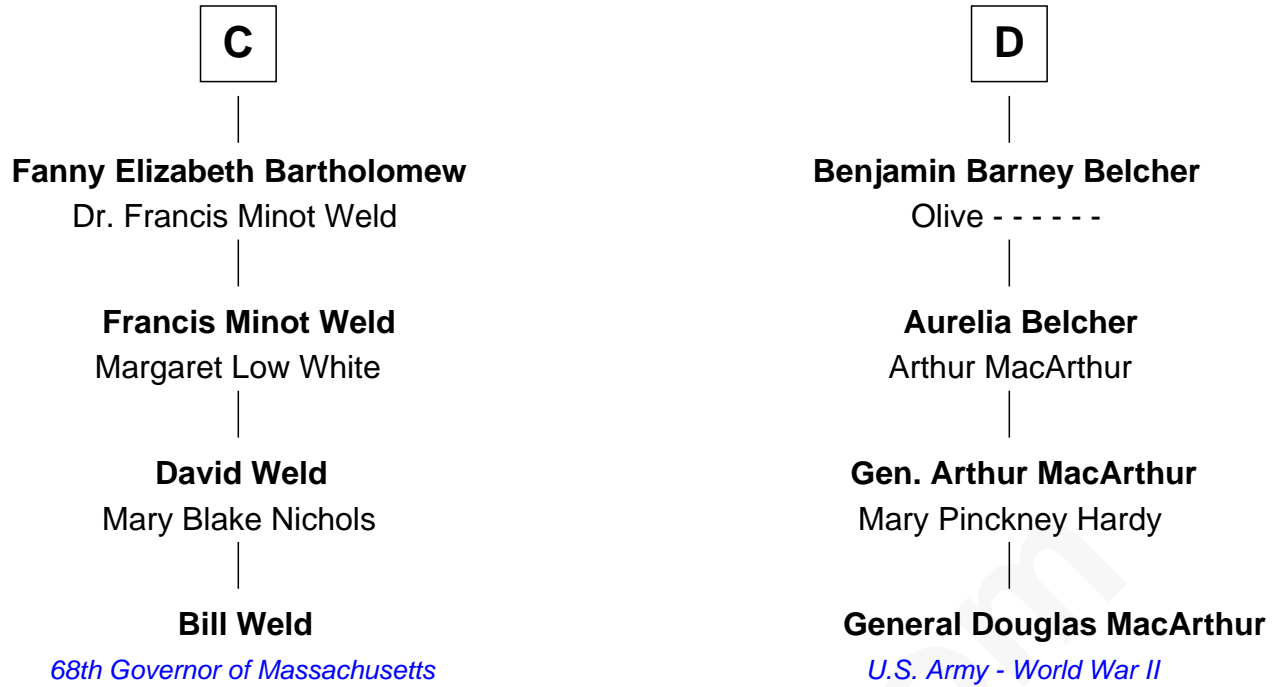 C
D
Fanny Elizabeth Bartholomew
Dr. Francis Minot Weld
Benjamin Barney Belcher
Olive - - - - - -
Francis Minot Weld
Margaret Low White
Aurelia Belcher
Arthur MacArthur
David Weld
Mary Blake Nichols
Gen. Arthur MacArthur
Mary Pinckney Hardy
Bill Weld
68th Governor of Massachusetts
General Douglas MacArthur
U.S. Army - World War II